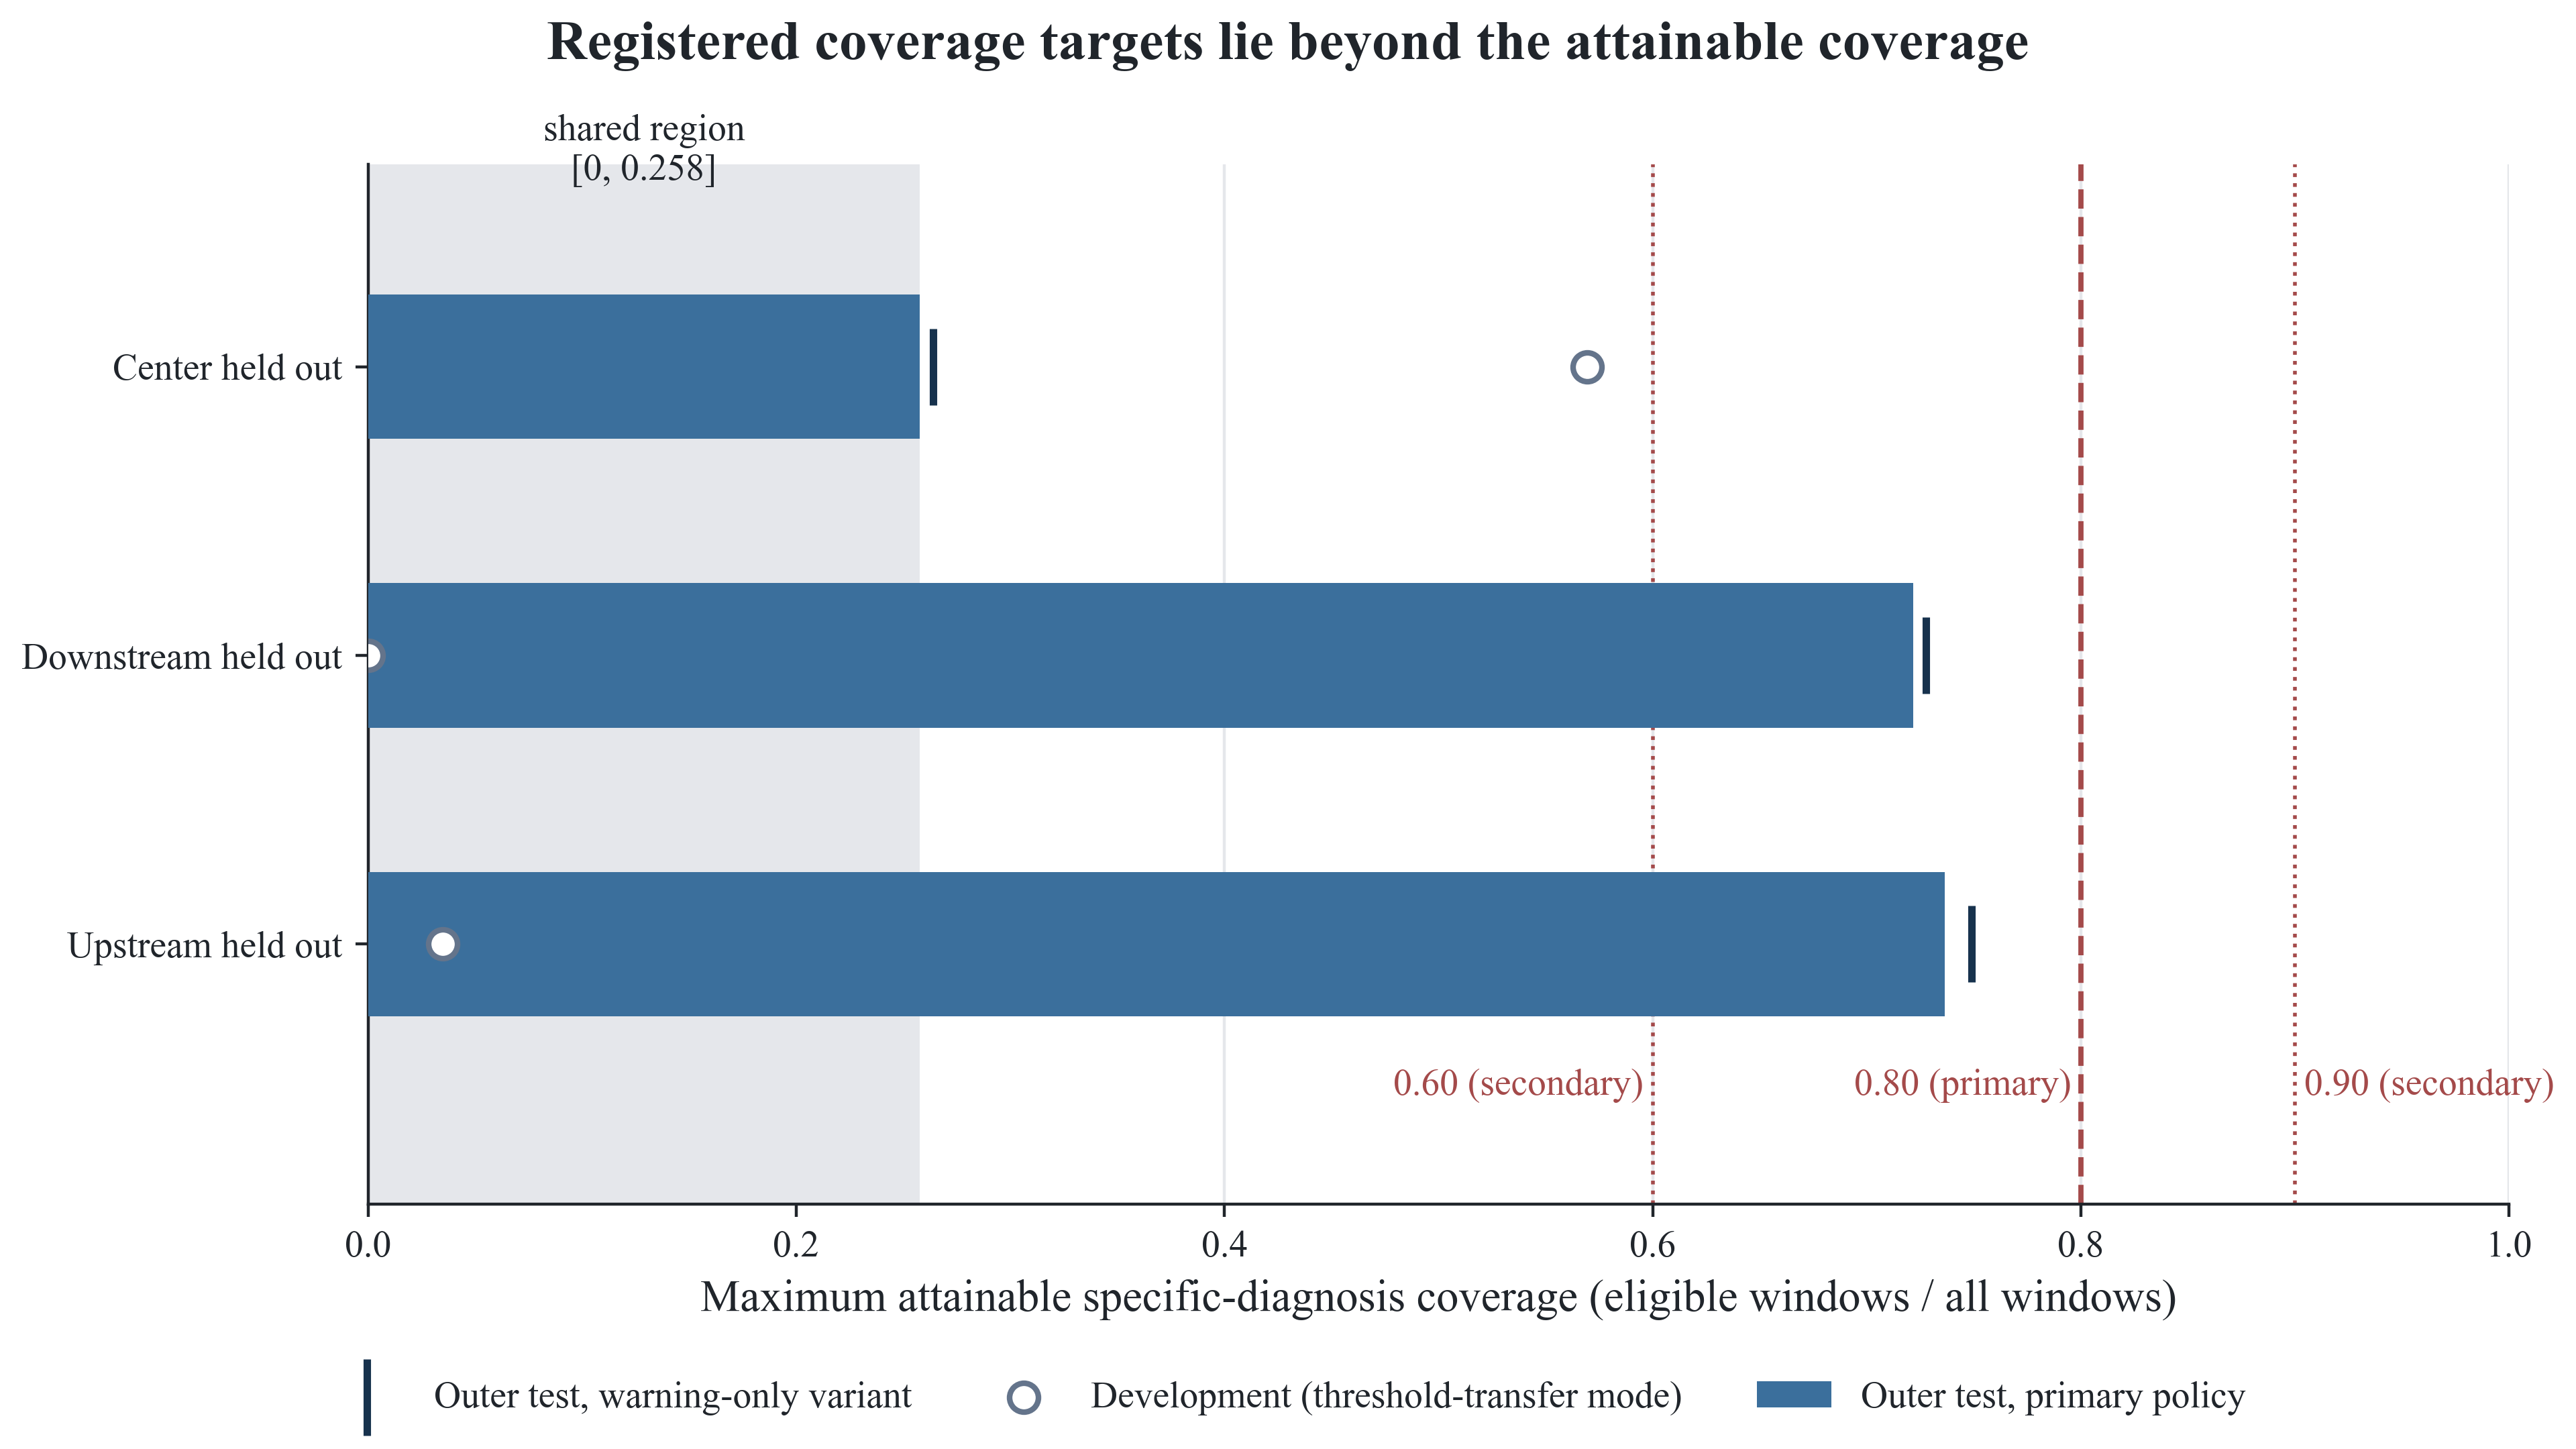 Registered coverage targets lie beyond the attainable coverage
shared region
[0, 0.258]
Center held out
Downstream held out
Upstream held out
0.60 (secondary)
0.80 (primary)
0.90 (secondary)
0.0
0.2
0.4
0.6
0.8
1.0
Maximum attainable specific-diagnosis coverage (eligible windows / all windows)
Outer test, warning-only variant
Development (threshold-transfer mode)
Outer test, primary policy